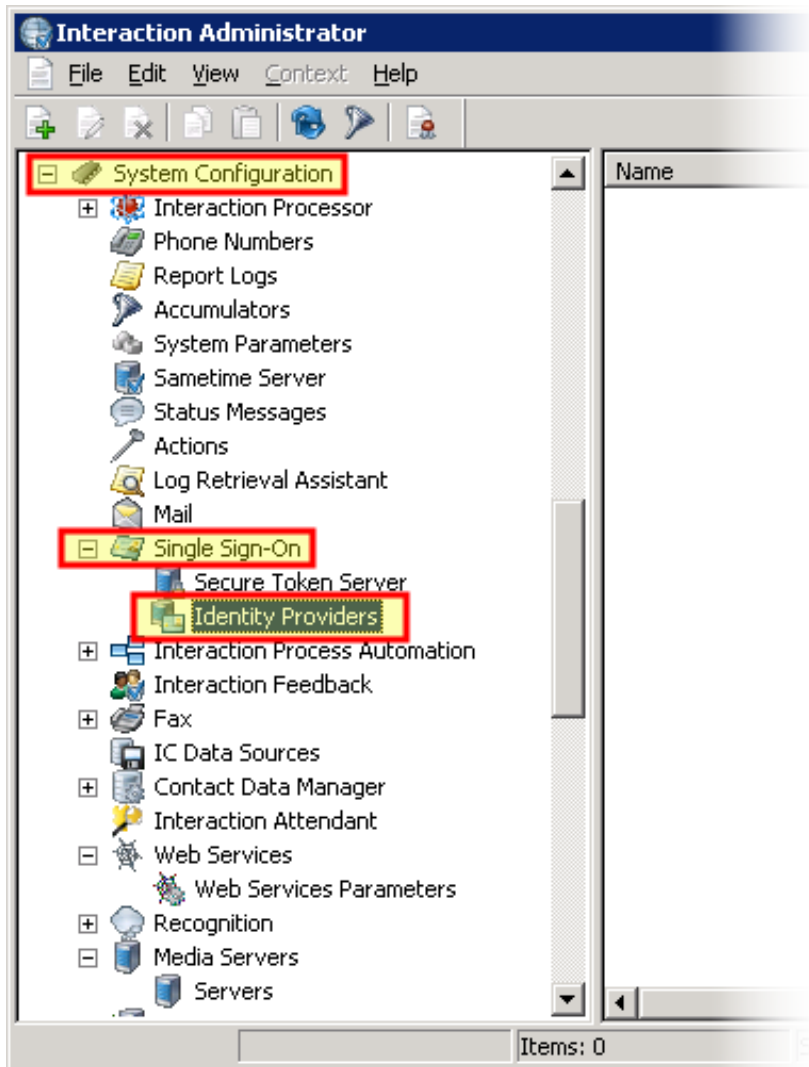 Interaction Administrator
File Edit View Context Help
System Configuration
Name
Interaction Processor
Phone Numbers
Report Logs
Accumulators
System Parameters
Sametime Server
Status Messages
Actions
Log Retrieval Assistant
Mail
Single Sign-On
Secure Token Server
Identity Providers
Interaction Process Automation
Interaction Feedback
Fax
IC Data Sources
Contact Data Manager
Interaction Attendant
Web Services
Web Services Parameters
Recognition
Media Servers
Servers
Items: 0